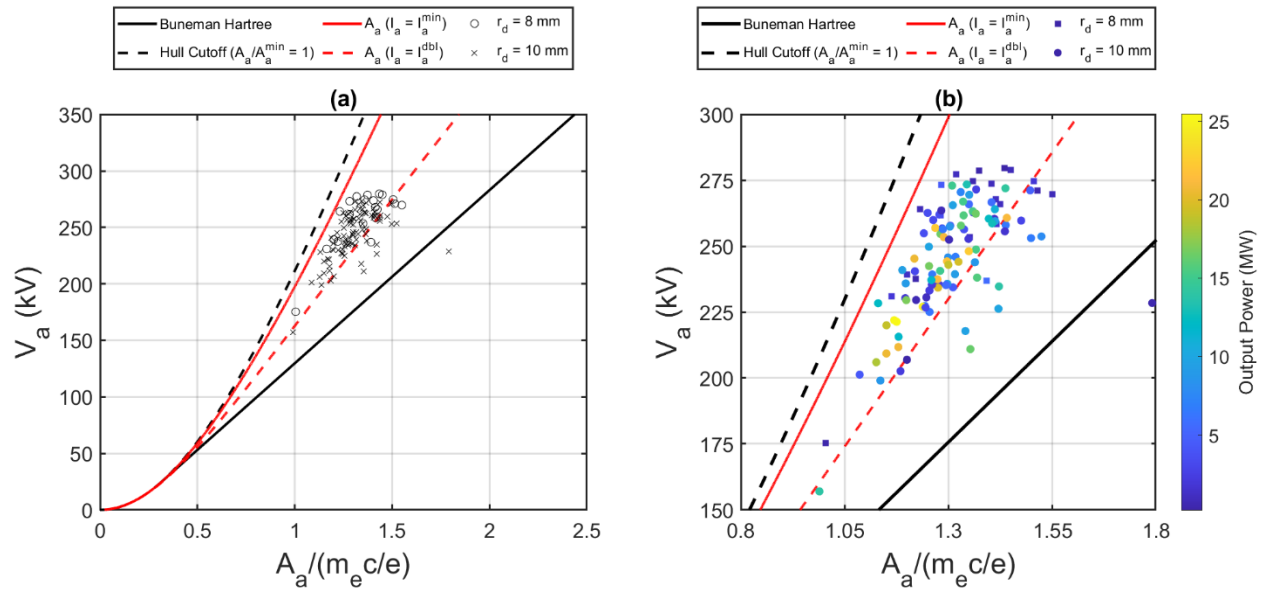 Buneman Hartree
A_a (I_a = I_a^min)
r_d = 8 mm
Hull Cutoff (A_a/A_a^min = 1)
A_a (I_a = I_a^dbl)
r_d = 10 mm
Buneman Hartree
A_a (I_a = I_a^min)
r_d = 8 mm
Hull Cutoff (A_a/A_a^min = 1)
A_a (I_a = I_a^dbl)
r_d = 10 mm
(a)
350
300
250
200
150
100
50
0
V_a (kV)
0 0.5 1 1.5 2 2.5
A_a/(m_e c/e)
(b)
300
275
250
225
200
175
150
V_a (kV)
0.8 1.05 1.3 1.55 1.8
A_a/(m_e c/e)
25
20
15
10
5
Output Power (MW)